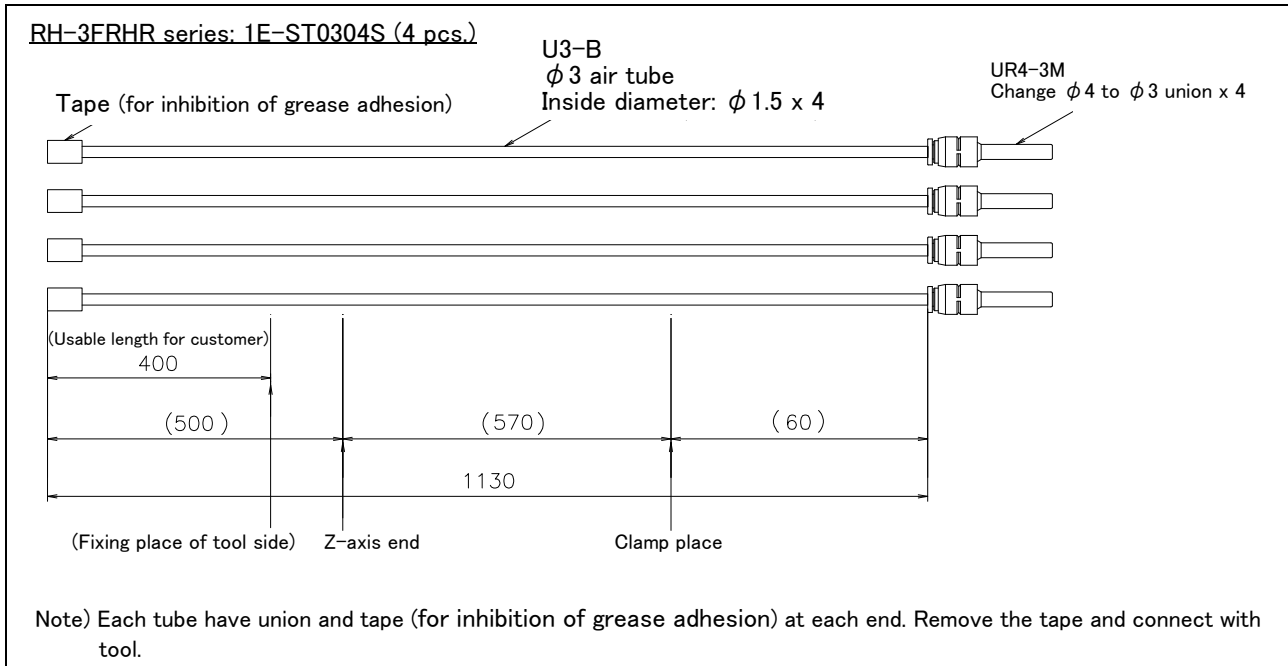 RH-3FRHR series: 1E-ST0304S (4 pcs.)
U3-B
φ3 air tube
Inside diameter: φ1.5 x 4
UR4-3M
Change φ4 to φ3 union x 4
Tape (for inhibition of grease adhesion)
(Usable length for customer)
400
(500) (570) (60)
1130
(Fixing place of tool side) Z-axis end Clamp place
Note) Each tube have union and tape (for inhibition of grease adhesion) at each end. Remove the tape and connect with
tool.